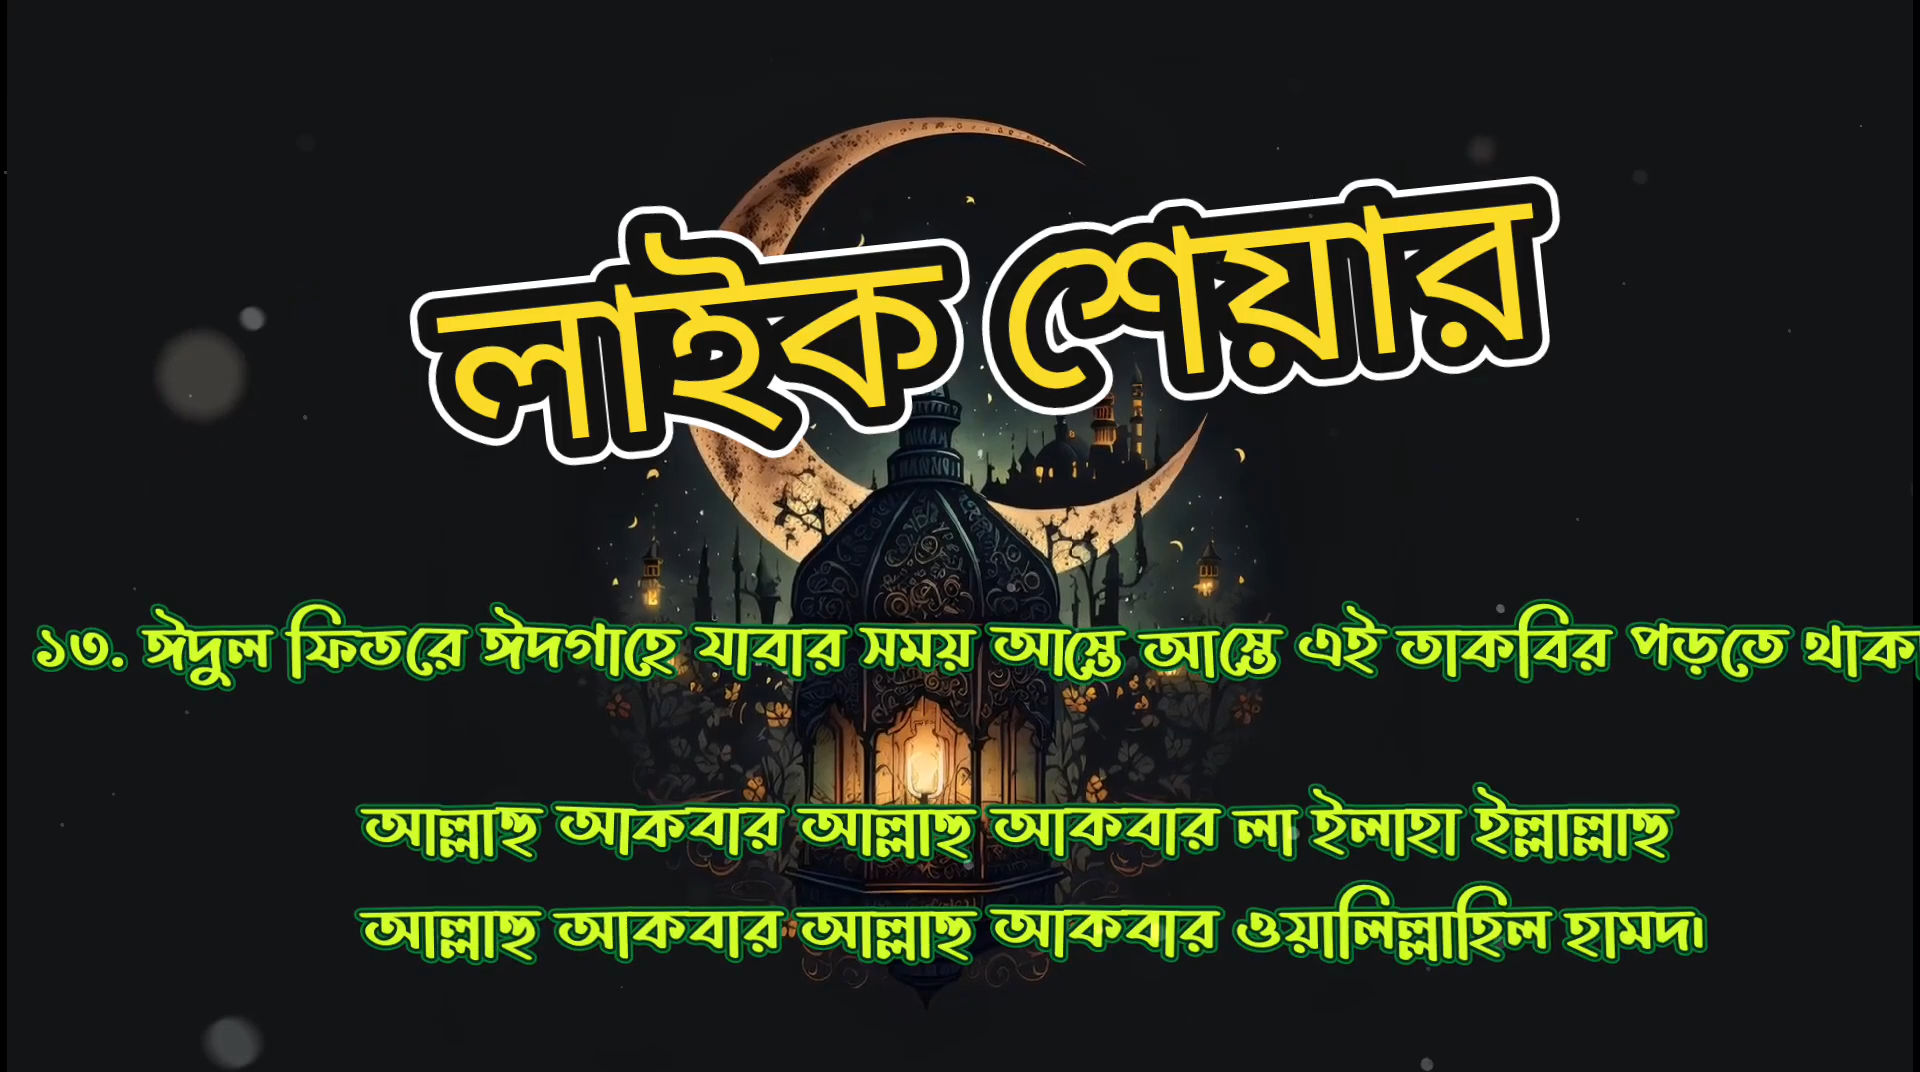 লাইক শেয়ার
১৩. ঈদুল ফিতরে ঈদগাহে যাবার সময় আস্তে আস্তে এই তাকবির পড়তে থাক
আল্লাহু আকবার আল্লাহু আকবার লা ইলাহা ইল্লাল্লাহু
আল্লাহু আকবার আল্লাহু আকবার ওয়ালিল্লাহিল হামদ।